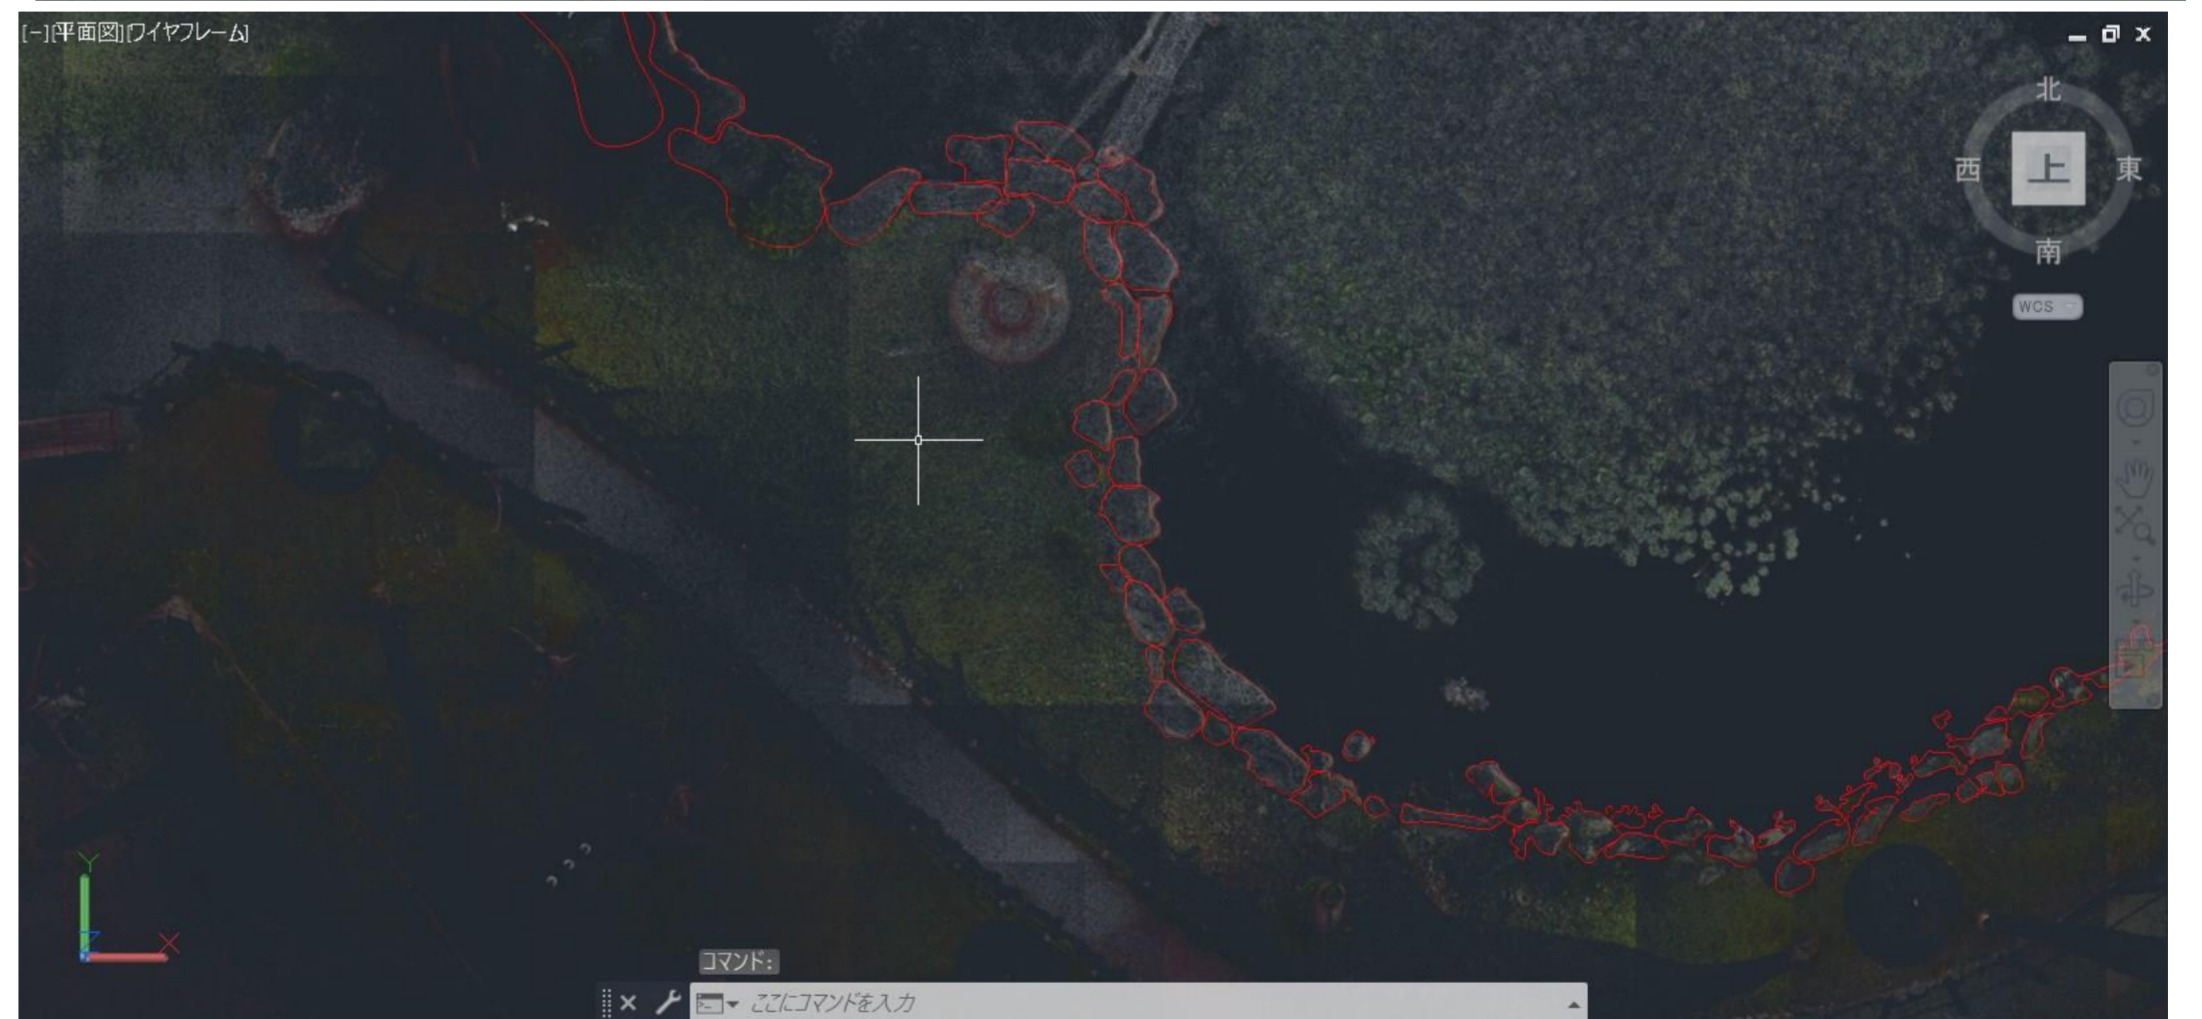 [−][平面図][ワイヤフレーム]
北
西
上
東
南
WCS
Y
Z
X
コマンド:
ここにコマンドを入力